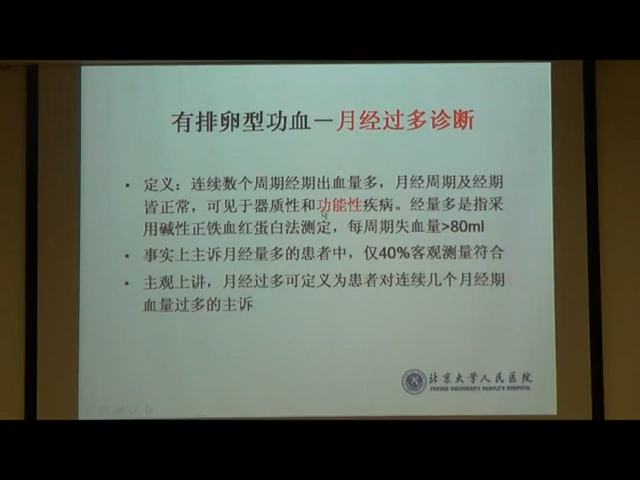 有排卵型功血－月经过多诊断
• 定义：连续数个周期经期出血量多，月经周期及经期
皆正常，可见于器质性和功能性疾病。经量多是指采
用碱性正铁血红蛋白法测定，每周期失血量>80ml
• 事实上主诉月经量多的患者中，仅40%客观测量符合
• 主观上讲，月经过多可定义为患者对连续几个月经期
血量过多的主诉
北京大学人民医院
PEKING UNIVERSITY PEOPLE'S HOSPITAL